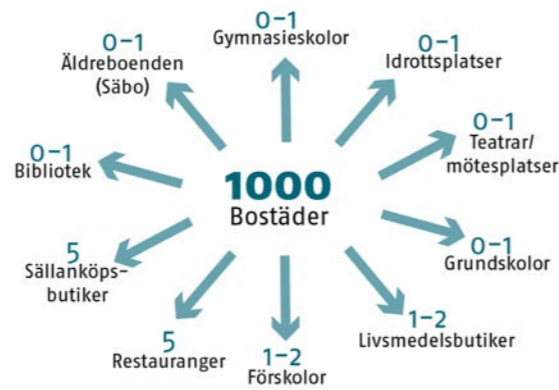 0–1
Gymnasieskolor
0–1
Idrottsplatser
0–1
Teatrar/
mötesplatser
0–1
Grundskolor
1–2
Livsmedelsbutiker
1–2
Förskolor
5
Restauranger
5
Sällanköps-
butiker
0–1
Bibliotek
0–1
Äldreboenden
(Säbo)
1000
Bostäder